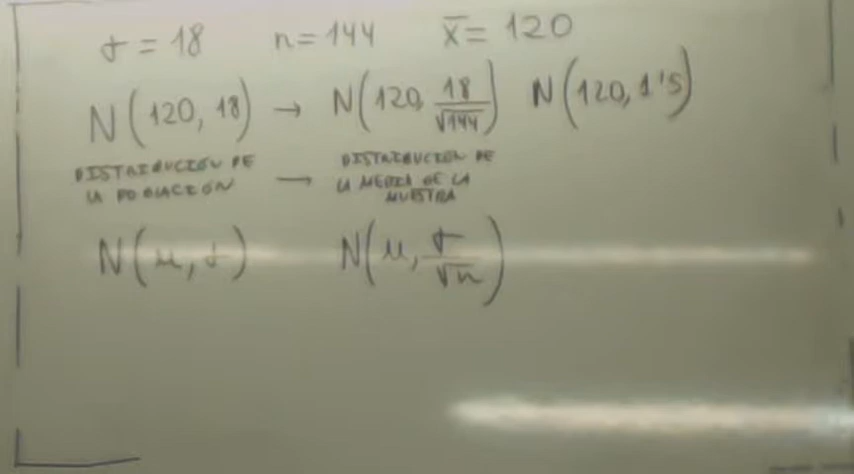 σ = 18 n = 144 x̄ = 120
N(120, 18) → N(120, 18/√144) N(120, 1's)
DISTRIBUCIÓN DE LA POBLACIÓN → DISTRIBUCIÓN DE LA MEDIA DE LA MUESTRA
N(μ, σ) N(μ, σ/√n)